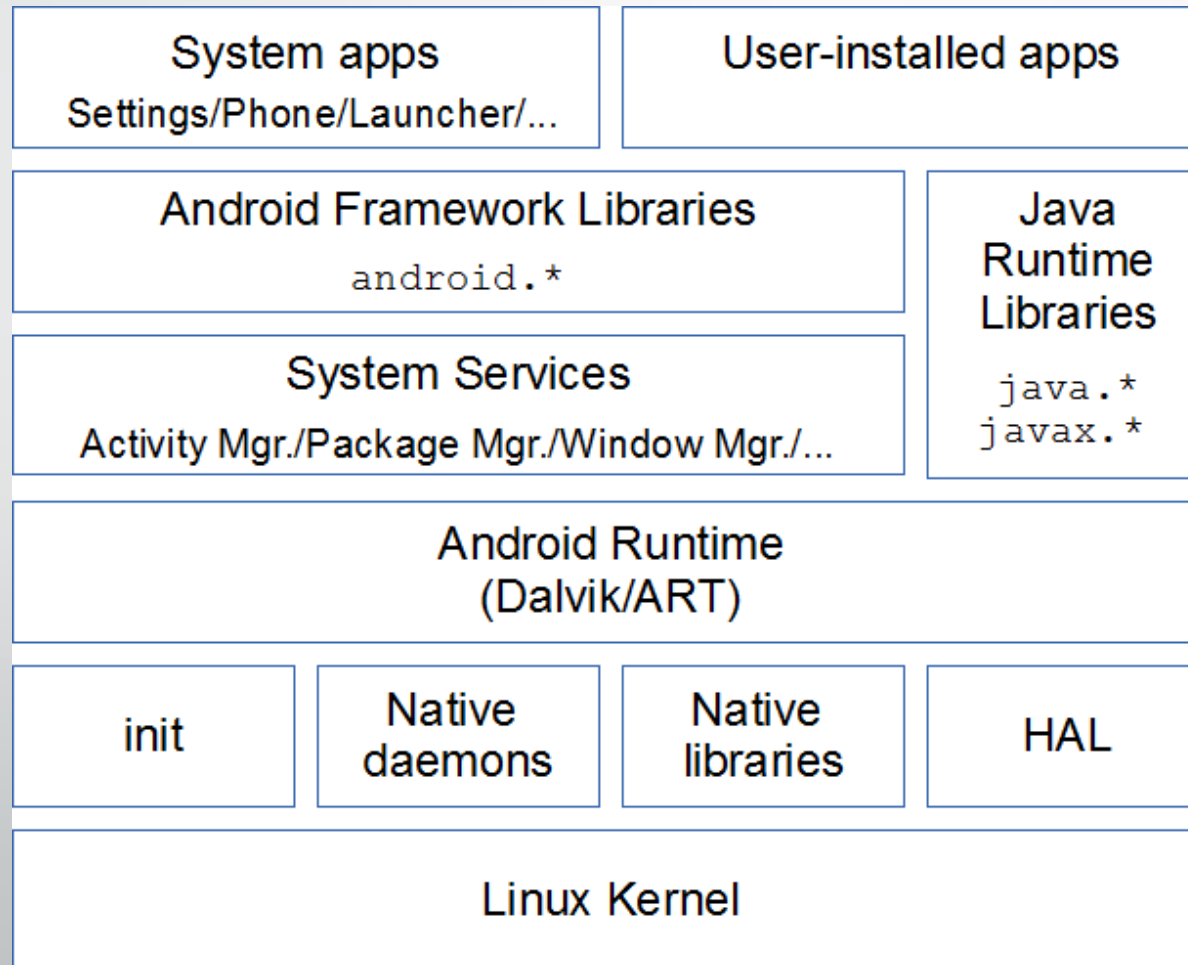 System apps
Settings/Phone/Launcher/...
User-installed apps
Android Framework Libraries
android.*
Java
Runtime
Libraries
java.*
javax.*
System Services
Activity Mgr./Package Mgr./Window Mgr./...
Android Runtime
(Dalvik/ART)
init
Native
daemons
Native
libraries
HAL
Linux Kernel